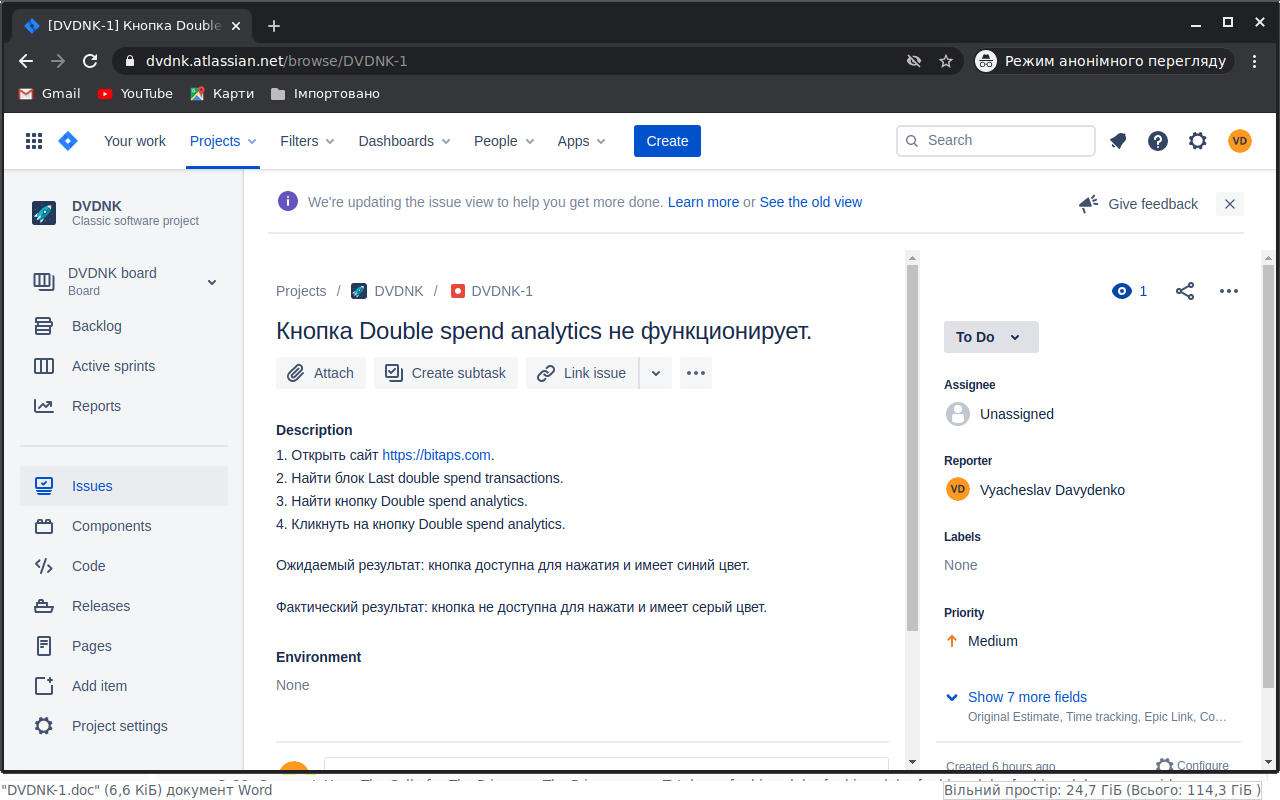 [DVDNK-1] Кнопка Double
dvdnk.atlassian.net/browse/DVDNK-1
Режим анонімного перегляду
Gmail
YouTube
Карти
Імпортовано
Your work
Projects
Filters
Dashboards
People
Apps
Create
Search
VD
DVDNK
Classic software project
We're updating the issue view to help you get more done. Learn more or See the old view
Give feedback
DVDNK board
Board
Backlog
Active sprints
Reports
Issues
Components
Code
Releases
Pages
Add item
Project settings
Projects / DVDNK / DVDNK-1
1
Кнопка Double spend analytics не функционирует.
Attach
Create subtask
Link issue
Description
1. Открыть сайт https://bitaps.com.
2. Найти блок Last double spend transactions.
3. Найти кнопку Double spend analytics.
4. Кликнуть на кнопку Double spend analytics.
Ожидаемый результат: кнопка доступна для нажатия и имеет синий цвет.
Фактический результат: кнопка не доступна для нажати и имеет серый цвет.
Environment
None
To Do
Assignee
Unassigned
Reporter
VD
Vyacheslav Davydenko
Labels
None
Priority
Medium
Show 7 more fields
Original Estimate, Time tracking, Epic Link, Co…
Created 6 hours ago
Configure
"DVDNK-1.doc" (6,6 КіБ) документ Word
Вільний простір: 24,7 ГіБ (Всього: 114,3 ГіБ )